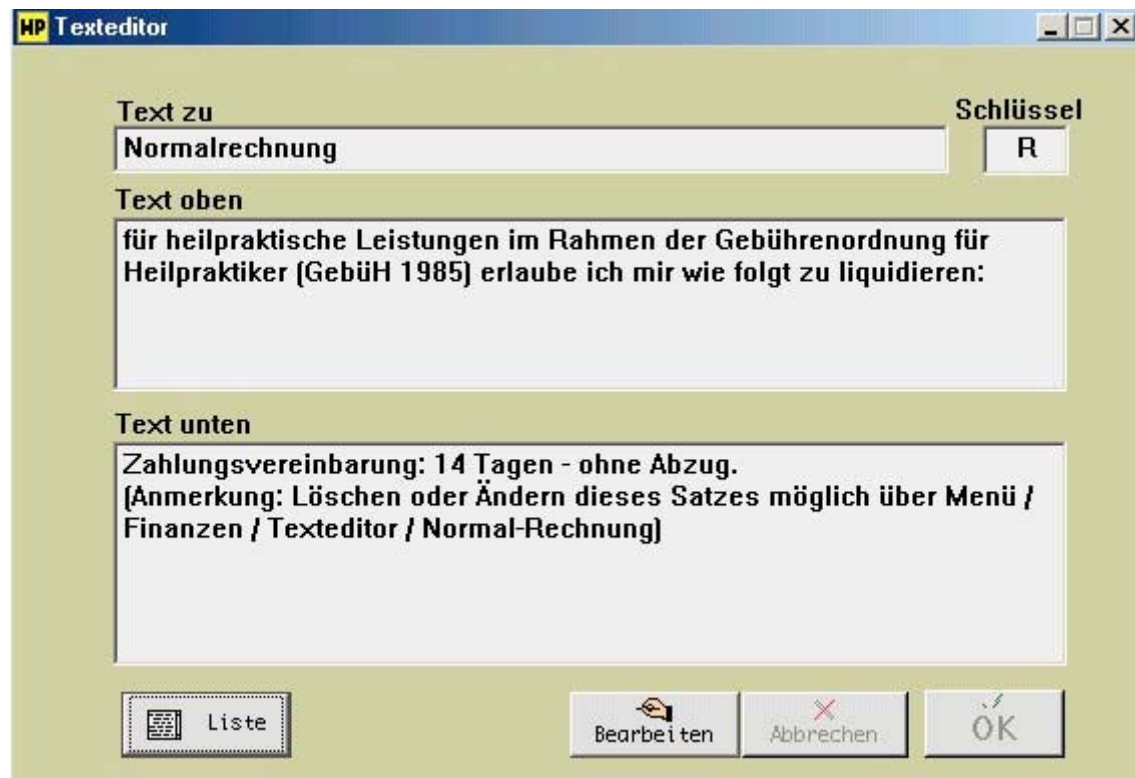 HP Texteditor
Text zu
Schlüssel
Normalrechnung
R
Text oben
für heilpraktische Leistungen im Rahmen der Gebührenordnung für
Heilpraktiker (GebüH 1985) erlaube ich mir wie folgt zu liquidieren:
Text unten
Zahlungsvereinbarung: 14 Tagen - ohne Abzug.
(Anmerkung: Löschen oder Ändern dieses Satzes möglich über Menü /
Finanzen / Texteditor / Normal-Rechnung)
Liste
Bearbeiten
Abbrechen
OK